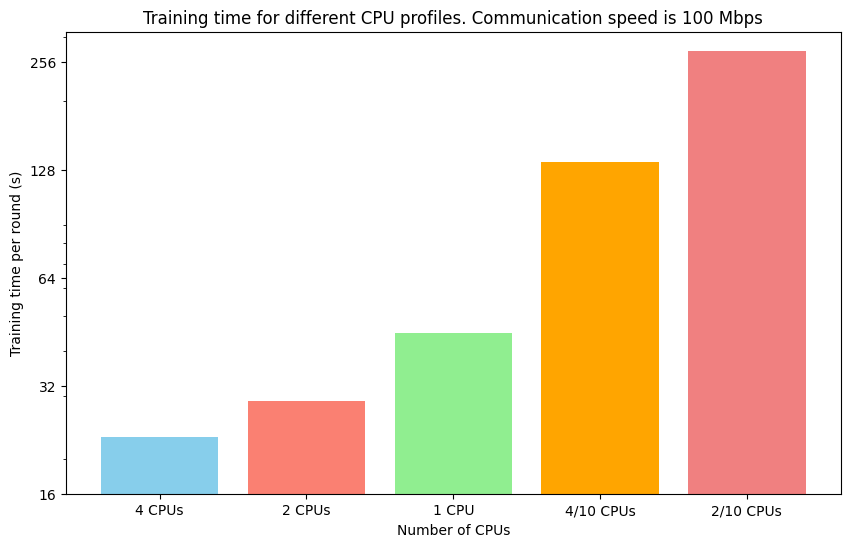 Training time for different CPU profiles. Communication speed is 100 Mbps
Training time per round (s)
256
128
64
32
16
4 CPUs
2 CPUs
1 CPU
4/10 CPUs
2/10 CPUs
Number of CPUs